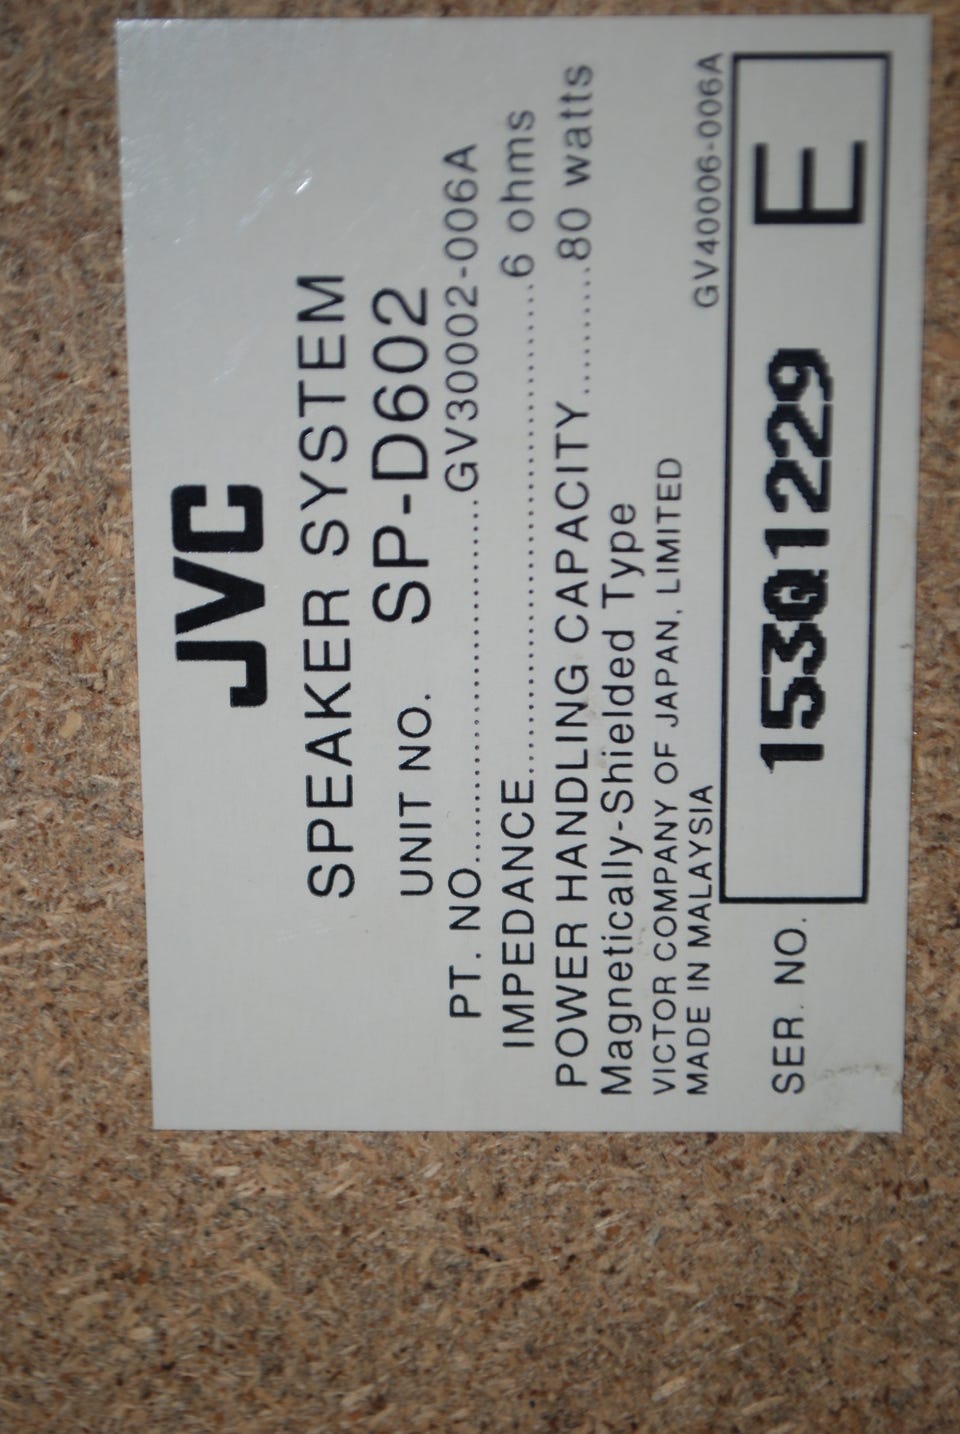 JVC
SPEAKER SYSTEM
UNIT NO. SP-D602
PT. NO....................................GV30002-006A
IMPEDANCE..................................................6 ohms
POWER HANDLING CAPACITY.........80 watts
Magnetically-Shielded Type
VICTOR COMPANY OF JAPAN, LIMITED
MADE IN MALAYSIA
GV40006-006A
SER. NO. 153Q1229 E